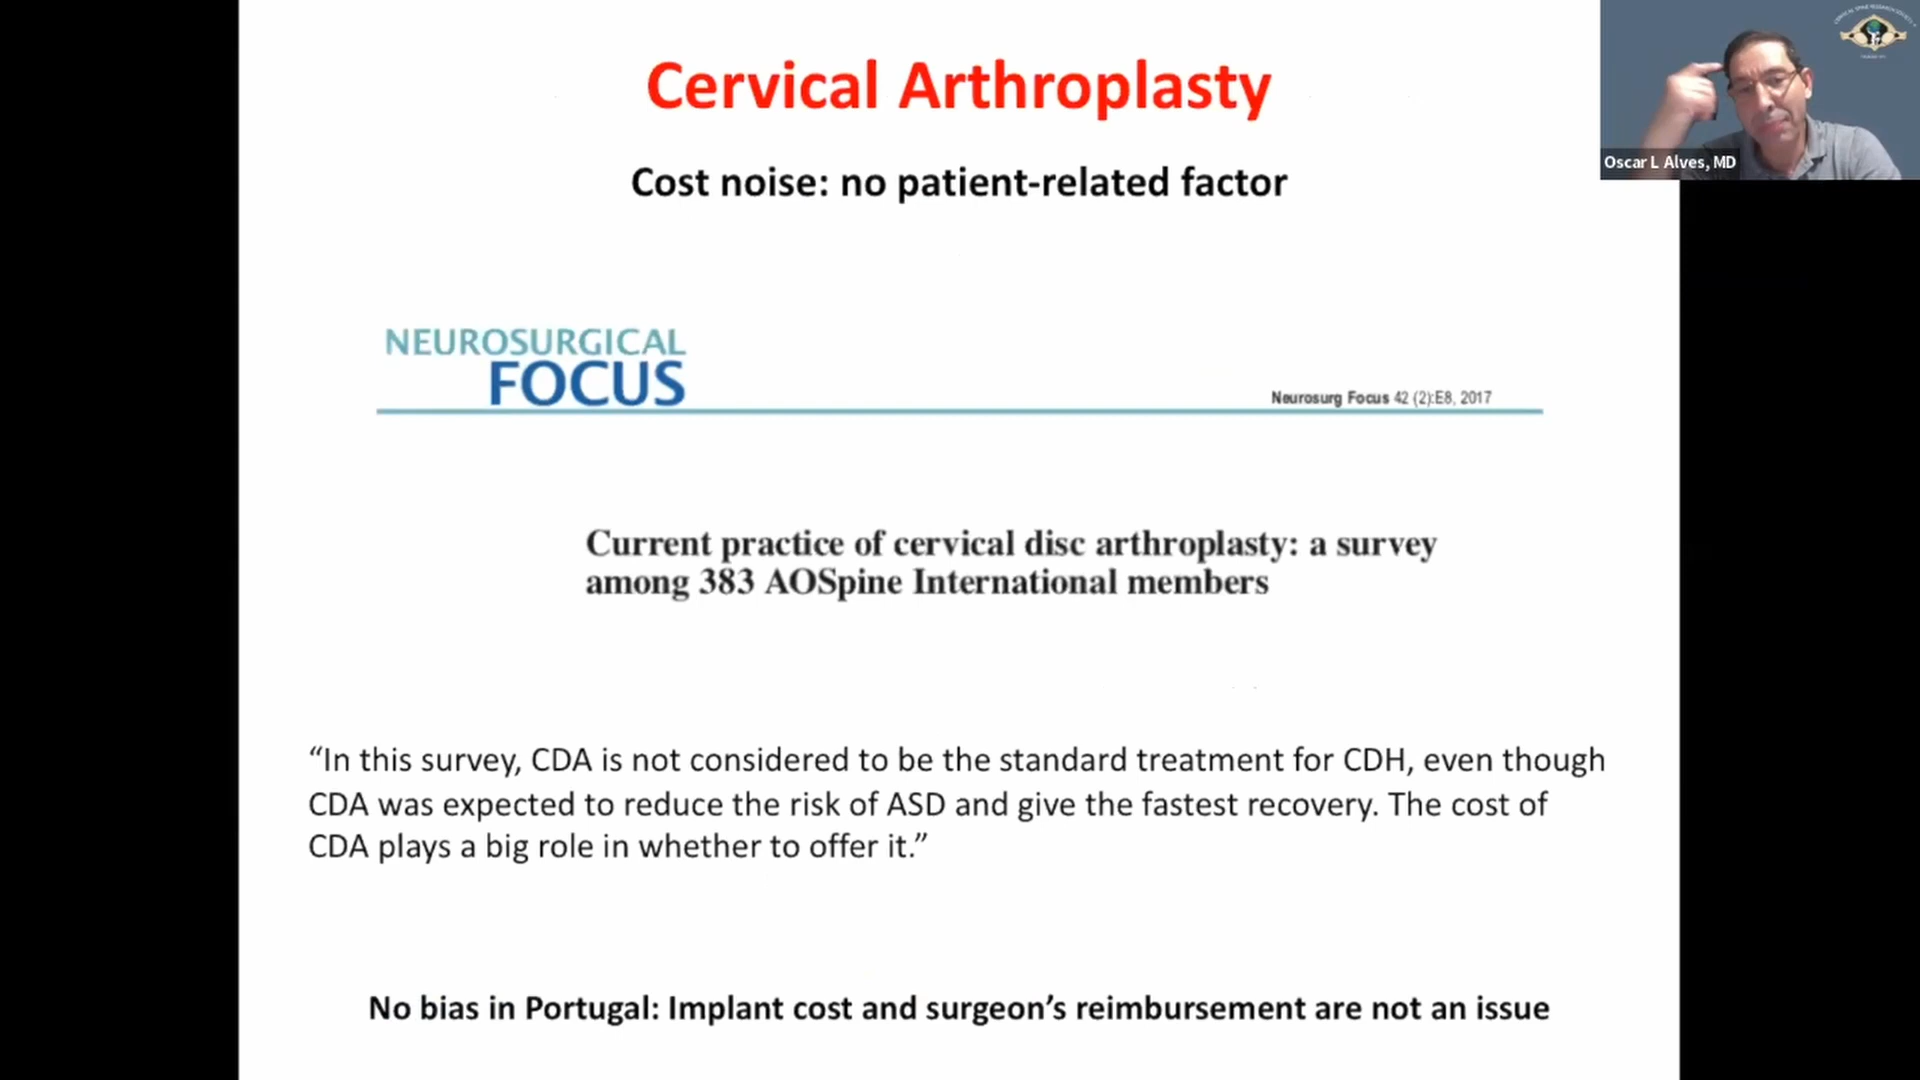 Cervical Arthroplasty
Oscar L Alves, MD
Cost noise: no patient-related factor
NEUROSURGICAL
FOCUS
Neurosurg Focus 42 (2):E8, 2017
Current practice of cervical disc arthroplasty: a survey
among 383 AOSpine International members
“In this survey, CDA is not considered to be the standard treatment for CDH, even though
CDA was expected to reduce the risk of ASD and give the fastest recovery. The cost of
CDA plays a big role in whether to offer it.”
No bias in Portugal: Implant cost and surgeon’s reimbursement are not an issue